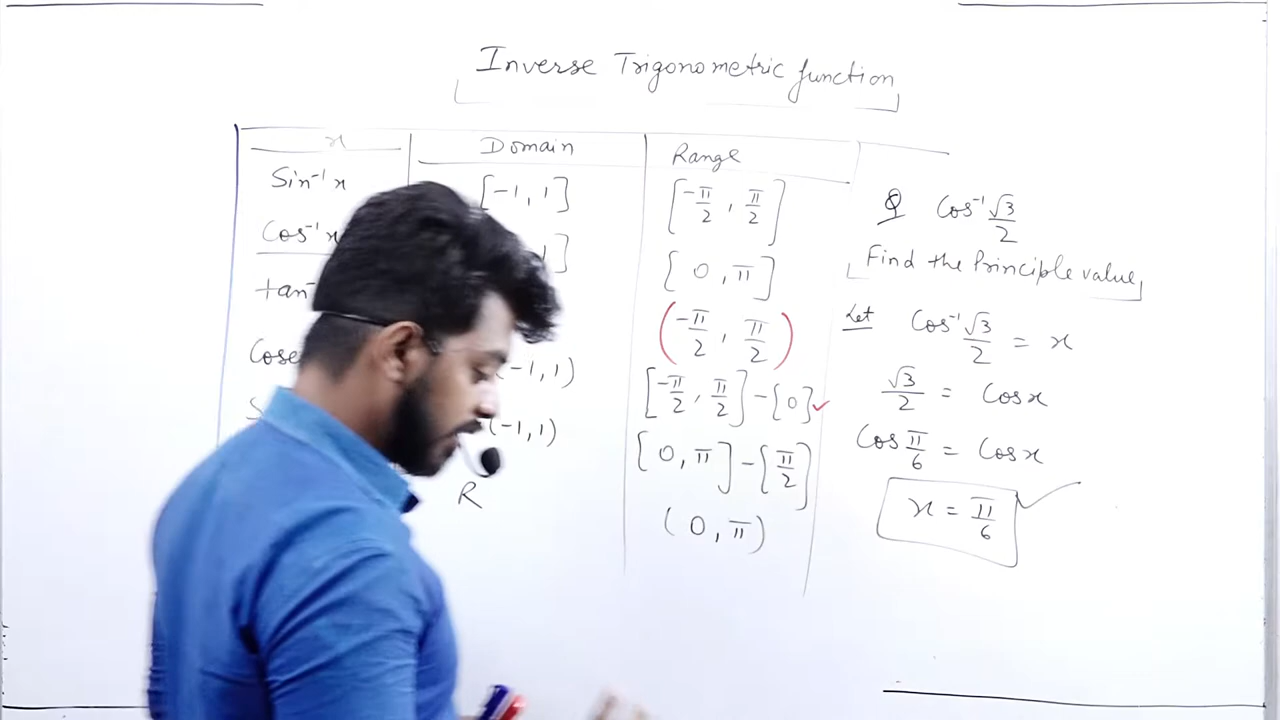 Inverse Trigonometric function
x Domain Range
Sin⁻¹x [-1, 1] [-π/2, π/2]
Cos⁻¹x 1] [0, π]
tan⁻ (-π/2, π/2)
Cose -1, 1) [-π/2, π/2] - {0}
S (-1, 1) [0, π] - {π/2}
R (0, π)
Q Cos⁻¹ √3/2
Find the Principle value,
Let Cos⁻¹ √3/2 = x
√3/2 = Cos x
Cos π/6 = Cos x
x = π/6